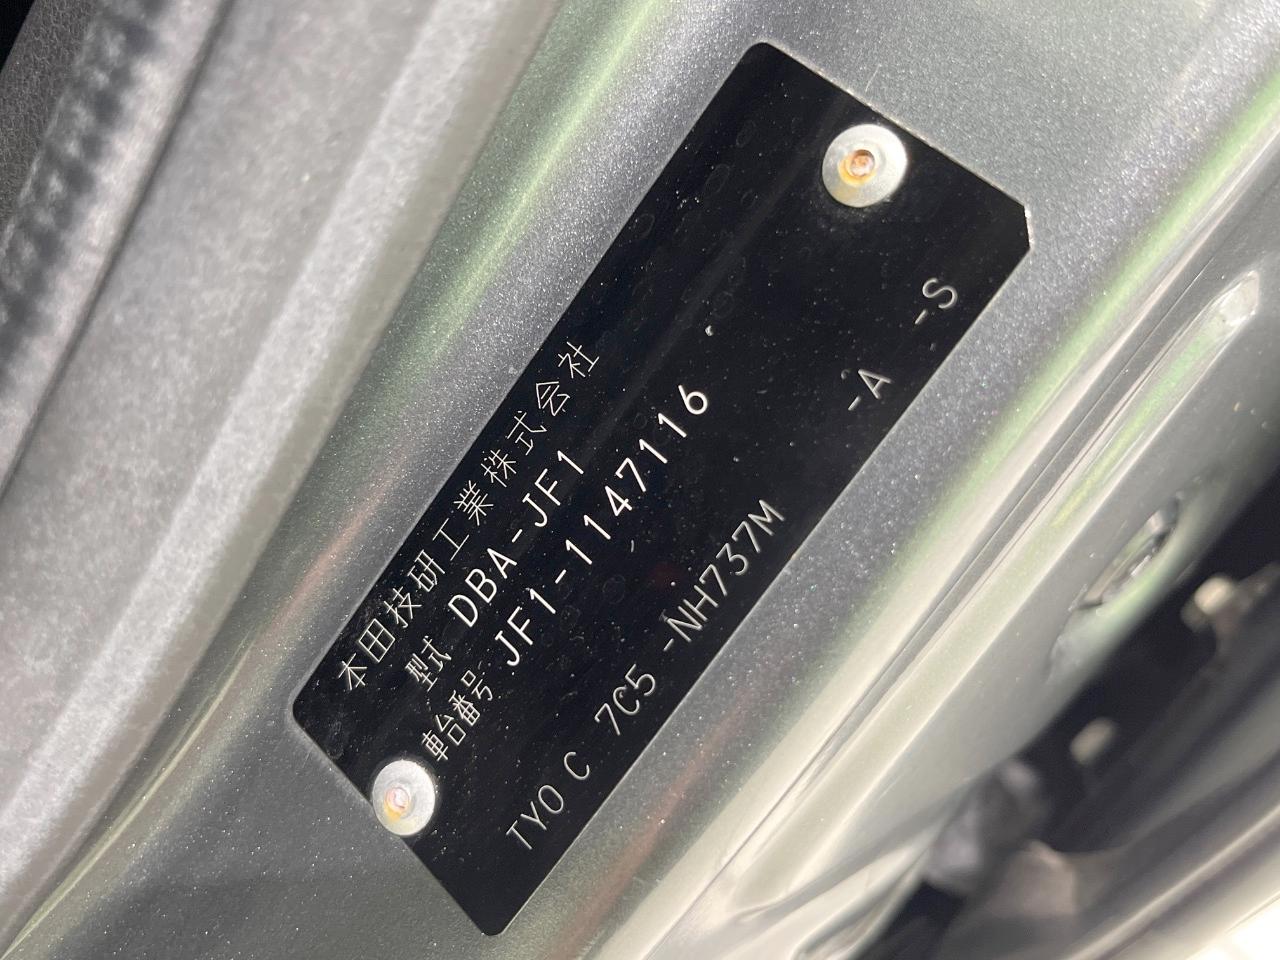 本田技研工業株式会社
型式 DBA-JF1
車台番号 JF1-1147116
TY0 C 7C5 -NH737M -A -S